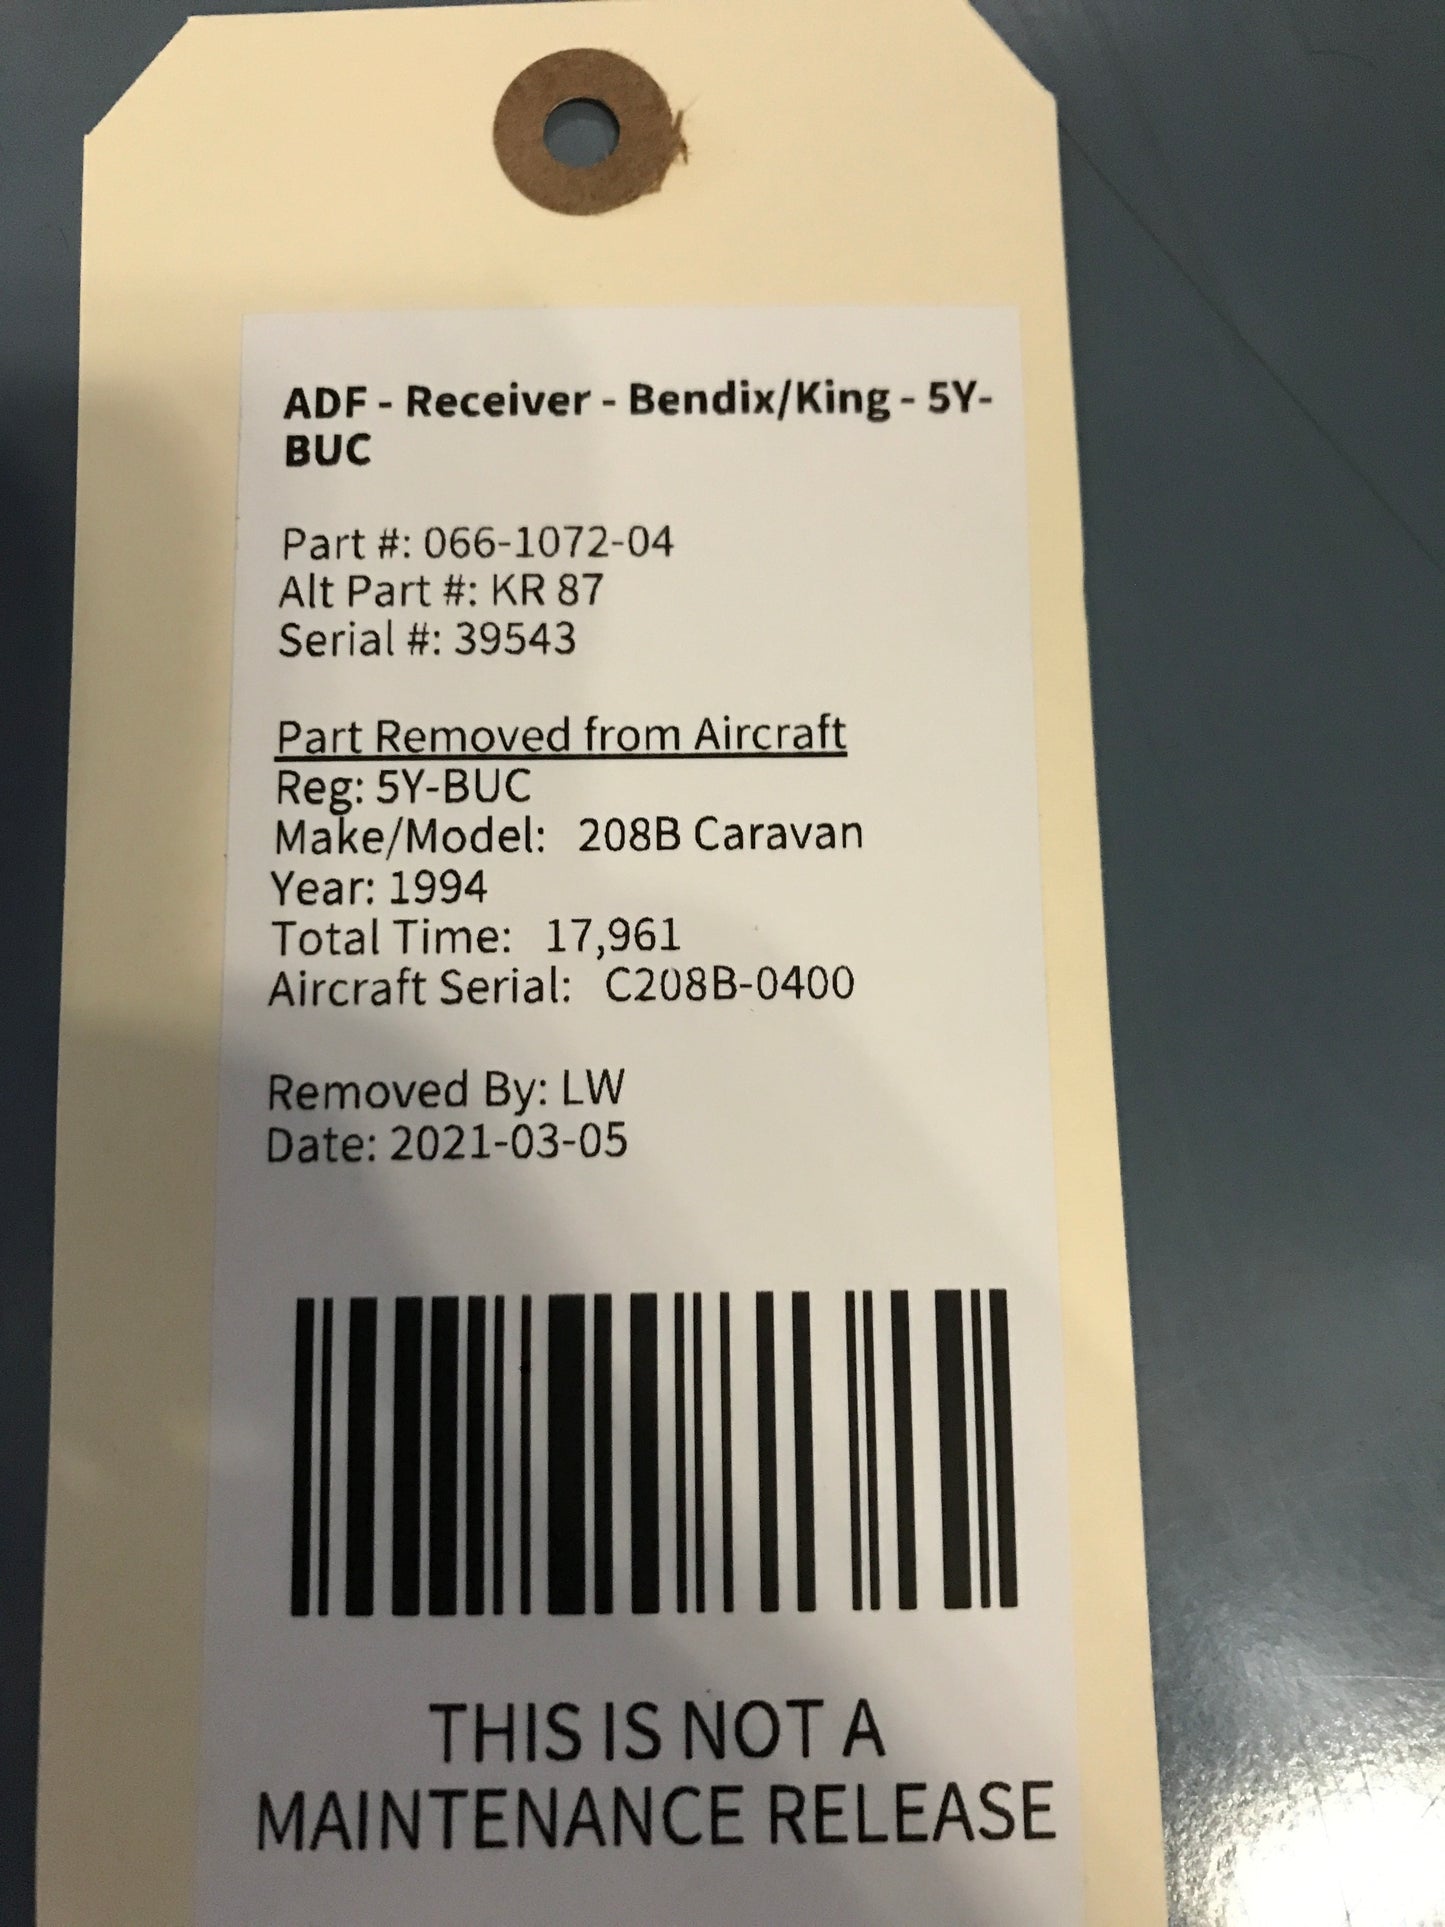 ADF - Receiver - Bendix/King - 5Y-
BUC
Part #: 066-1072-04
Alt Part #: KR 87
Serial #: 39543
Part Removed from Aircraft
Reg: 5Y-BUC
Make/Model: 208B Caravan
Year: 1994
Total Time: 17,961
Aircraft Serial: C208B-0400
Removed By: LW
Date: 2021-03-05
THIS IS NOT A
MAINTENANCE RELEASE